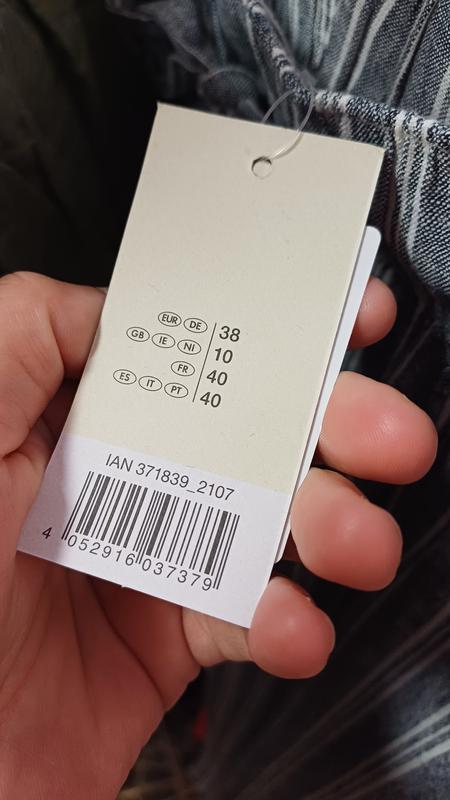 EUR DE 38
GB IE NI 10
FR 40
ES IT PT 40
IAN 371839_2107
4 052916 037379